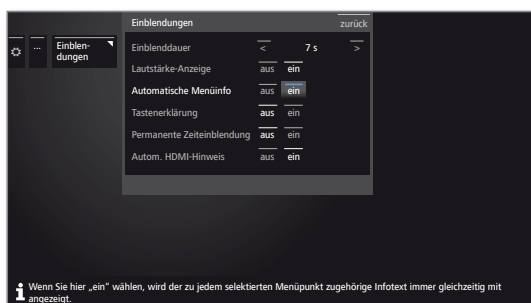 Einblendungen zurück
... Einblen-
dungen
Einblenddauer < 7 s >
Lautstärke-Anzeige aus ein
Automatische Menüinfo aus ein
Tastenerklärung aus ein
Permanente Zeiteinblendung aus ein
Autom. HDMI-Hinweis aus ein
i Wenn Sie hier „ein“ wählen, wird der zu jedem selektierten Menüpunkt zugehörige Infotext immer gleichzeitig mit
angezeigt.